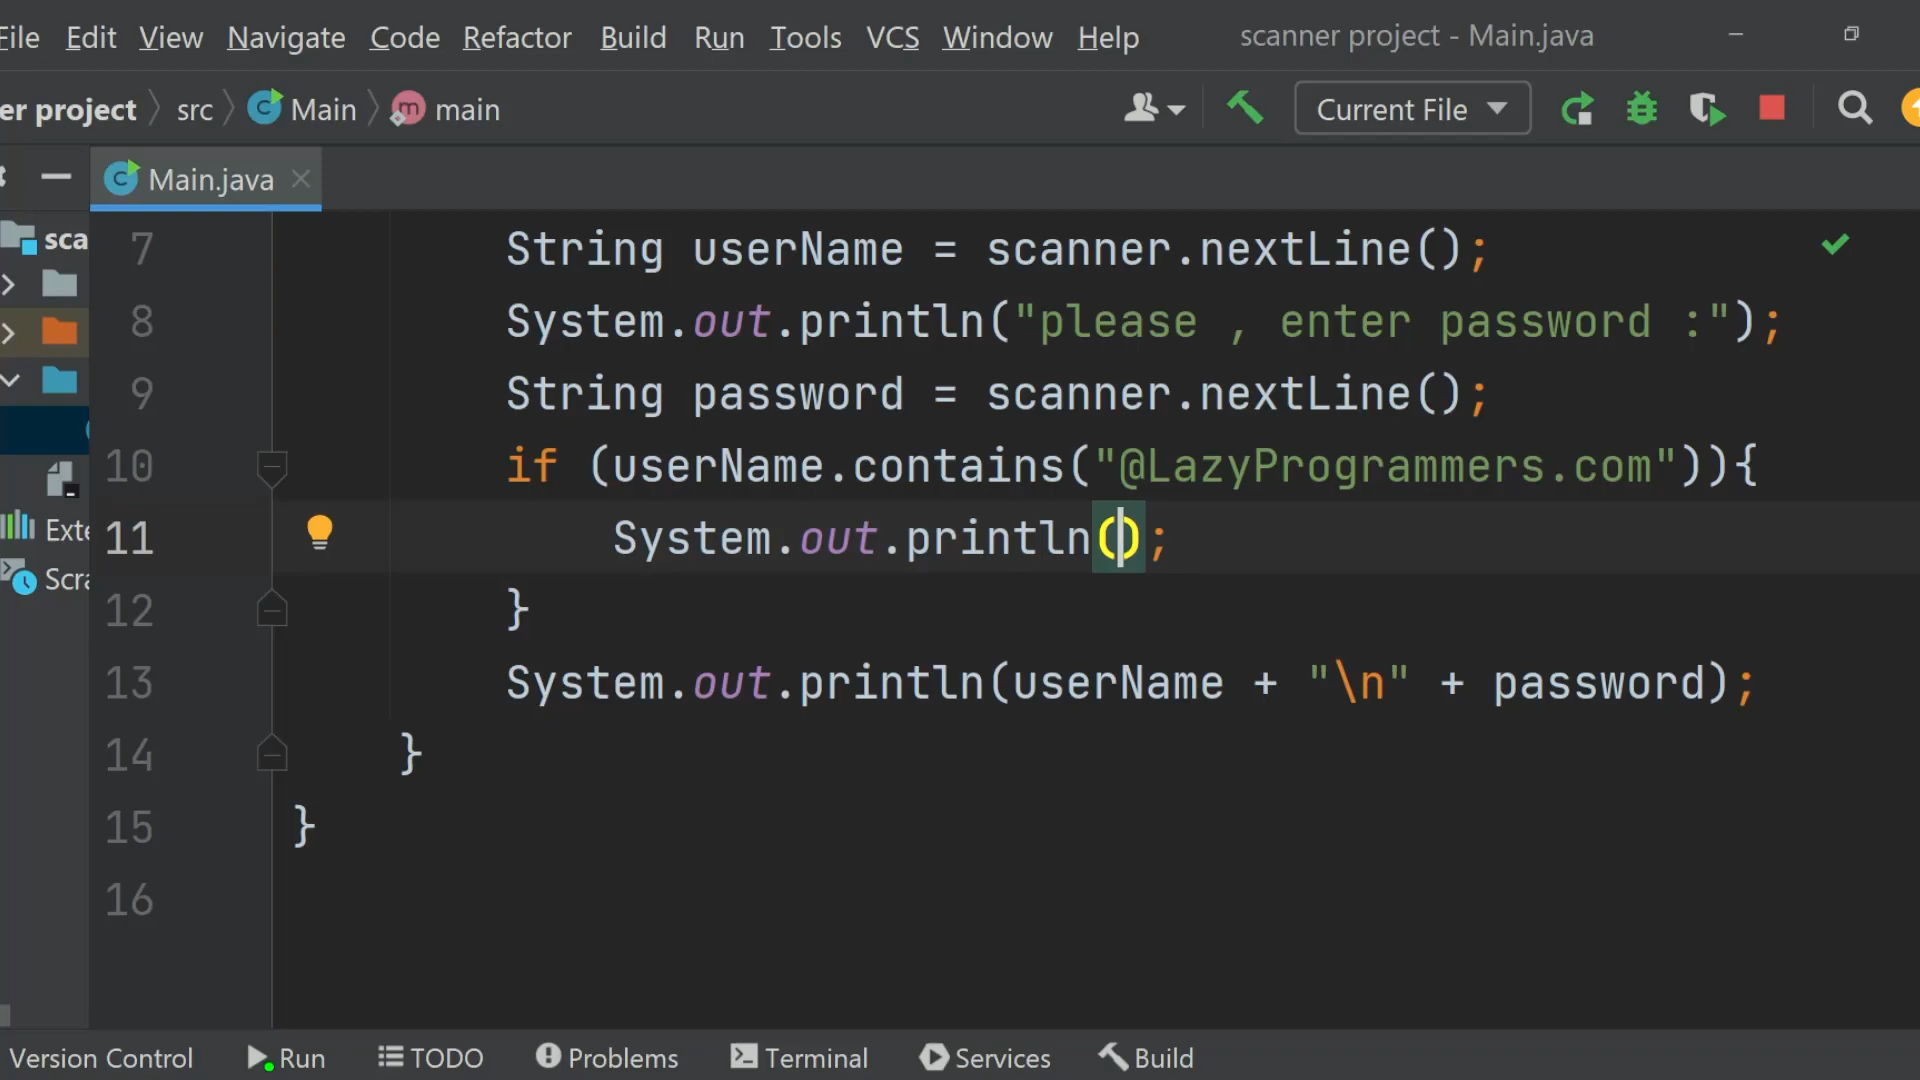 File Edit View Navigate Code Refactor Build Run Tools VCS Window Help scanner project - Main.java
er project src Main main Current File
Main.java
sca
7 String userName = scanner.nextLine();
8 System.out.println("please , enter password :");
9 String password = scanner.nextLine();
10 if (userName.contains("@LazyProgrammers.com")){
Exte 11 System.out.println();
Scra
12 }
13 System.out.println(userName + "\n" + password);
14 }
15 }
16
Version Control Run TODO Problems Terminal Services Build